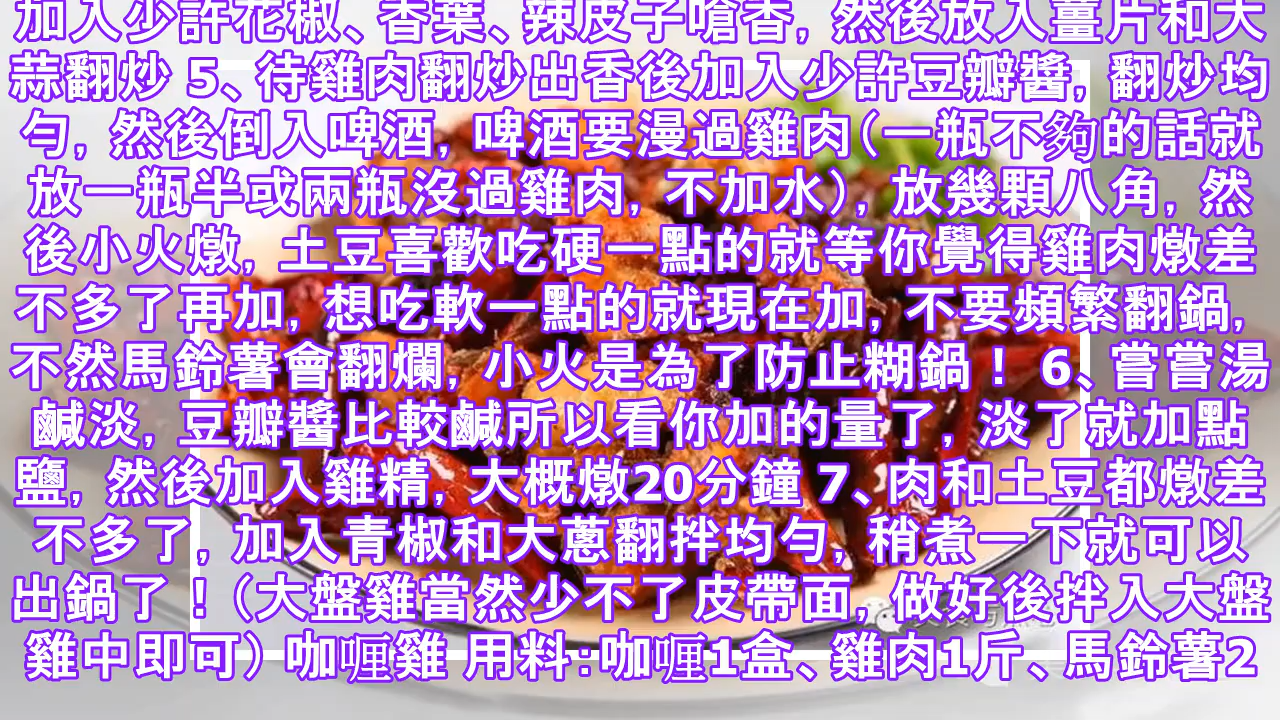 加入少許花椒、香葉、辣皮子嗆香, 然後放入薑片和大
蒜翻炒 5、待雞肉翻炒出香後加入少許豆瓣醬, 翻炒均
勻, 然後倒入啤酒, 啤酒要漫過雞肉(一瓶不夠的話就
放一瓶半或兩瓶沒過雞肉, 不加水), 放幾顆八角, 然
後小火燉, 土豆喜歡吃硬一點的就等你覺得雞肉燉差
不多了再加, 想吃軟一點的就現在加, 不要頻繁翻鍋,
不然馬鈴薯會翻爛, 小火是為了防止糊鍋！ 6、嘗嘗湯
鹹淡, 豆瓣醬比較鹹所以看你加的量了, 淡了就加點
鹽, 然後加入雞精, 大概燉20分鐘 7、肉和土豆都燉差
不多了, 加入青椒和大蔥翻拌均勻, 稍煮一下就可以
出鍋了！(大盤雞當然少不了皮帶面, 做好後拌入大盤
雞中即可) 咖喱雞 用料:咖喱1盒、雞肉1斤、馬鈴薯2